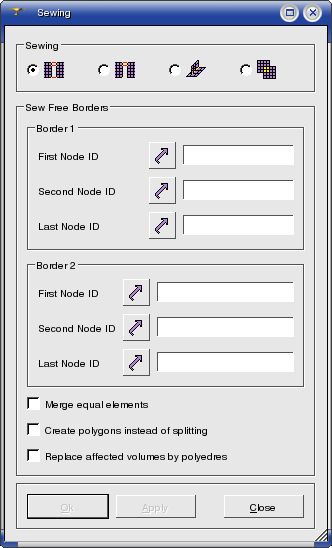 Sewing
Sewing
Sew Free Borders
Border 1
First Node ID
Second Node ID
Last Node ID
Border 2
First Node ID
Second Node ID
Last Node ID
Merge equal elements
Create polygons instead of splitting
Replace affected volumes by polyedres
Ok Apply Close